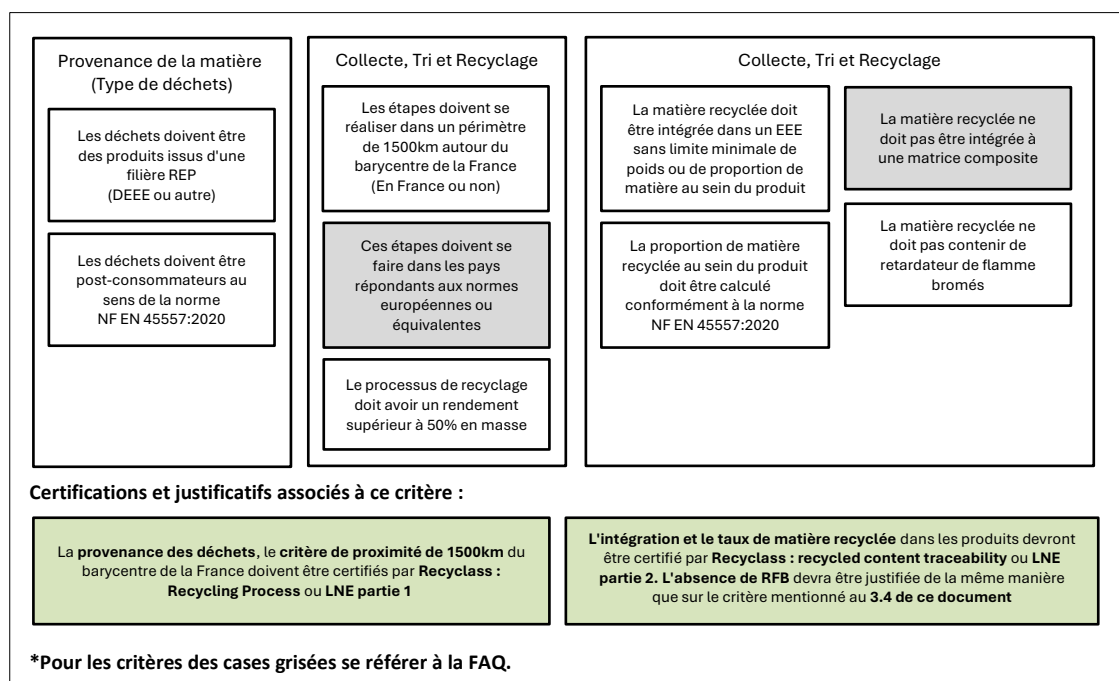 Provenance de la matière
(Type de déchets)
Les déchets doivent être
des produits issus d'une
filière REP
(DEEE ou autre)
Les déchets doivent être
post-consommateurs au
sens de la norme
NF EN 45557:2020
Collecte, Tri et Recyclage
Les étapes doivent se
réaliser dans un périmètre
de 1500km autour du
barycentre de la France
(En France ou non)
Ces étapes doivent se
faire dans les pays
répondants aux normes
européennes ou
équivalentes
Le processus de recyclage
doit avoir un rendement
supérieur à 50% en masse
Collecte, Tri et Recyclage
La matière recyclée doit
être intégrée dans un EEE
sans limite minimale de
poids ou de proportion de
matière au sein du produit
La proportion de matière
recyclée au sein du produit
doit être calculé
conformément à la norme
NF EN 45557:2020
La matière recyclée ne
doit pas être intégrée à
une matrice composite
La matière recyclée ne
doit pas contenir de
retardateur de flamme
bromés
Certifications et justificatifs associés à ce critère :
La provenance des déchets, le critère de proximité de 1500km du
barycentre de la France doivent être certifiés par Recyclass :
Recycling Process ou LNE partie 1
L'intégration et le taux de matière recyclée dans les produits devront
être certifié par Recyclass : recycled content traceability ou LNE
partie 2. L'absence de RFB devra être justifiée de la même manière
que sur le critère mentionné au 3.4 de ce document
*Pour les critères des cases grisées se référer à la FAQ.